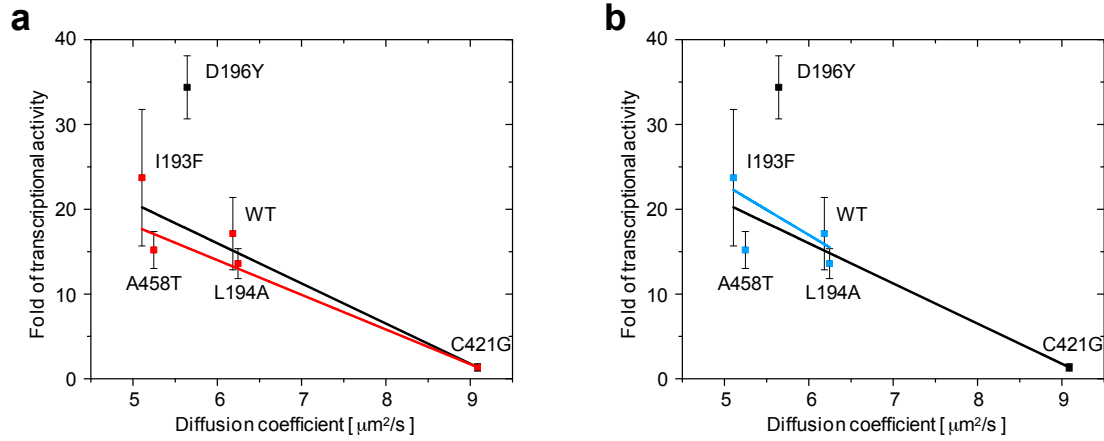 a
40
30
20
10
0
5 6 7 8 9
Fold of transcriptional activity
Diffusion coefficient [ μm²/s ]
D196Y
I193F
WT
A458T
L194A
C421G
b
40
30
20
10
0
5 6 7 8 9
Fold of transcriptional activity
Diffusion coefficient [ μm²/s ]
D196Y
I193F
WT
A458T
L194A
C421G